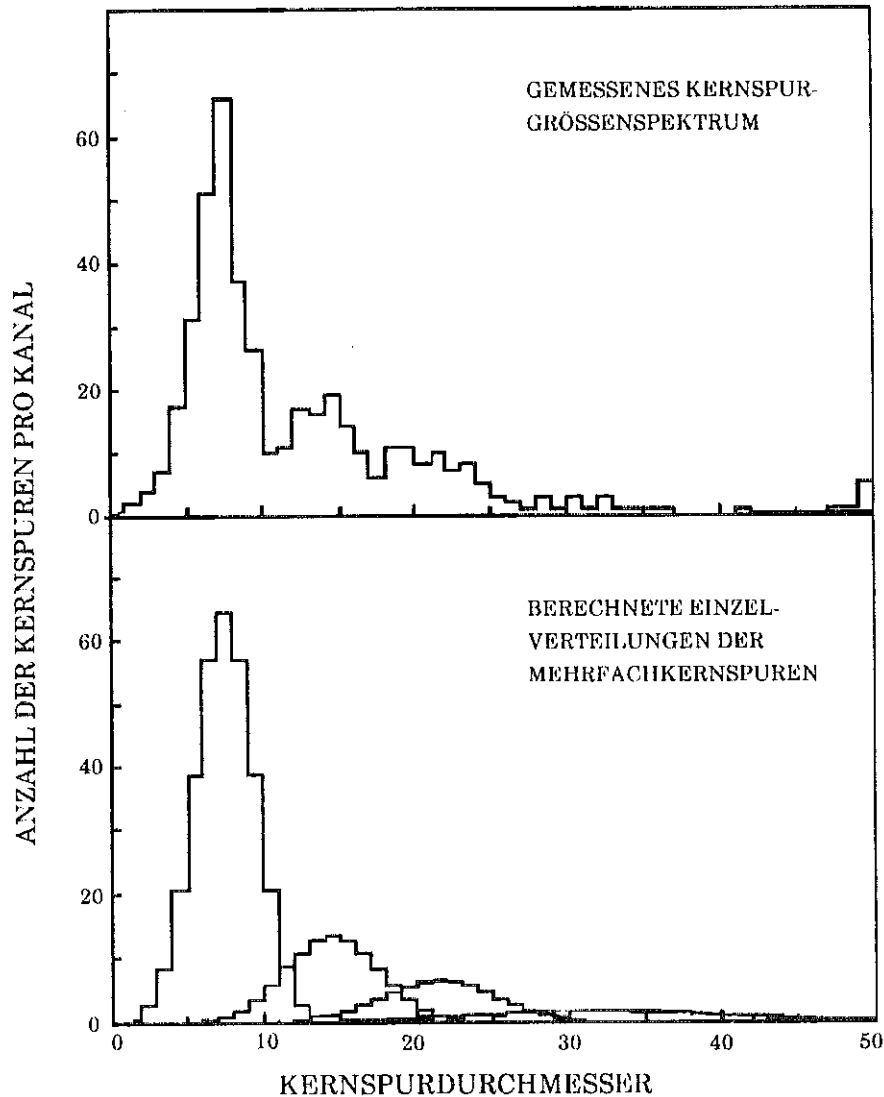 GEMESSENES KERNSPUR-
GRÖSSENSPEKTRUM
60
40
20
0
BERECHNETE EINZEL-
VERTEILUNGEN DER
MEHRFACHKERNSPUREN
60
40
20
0
0 10 20 30 40 50
KERNSPURDURCHMESSER
ANZAHL DER KERNSPUREN PRO KANAL